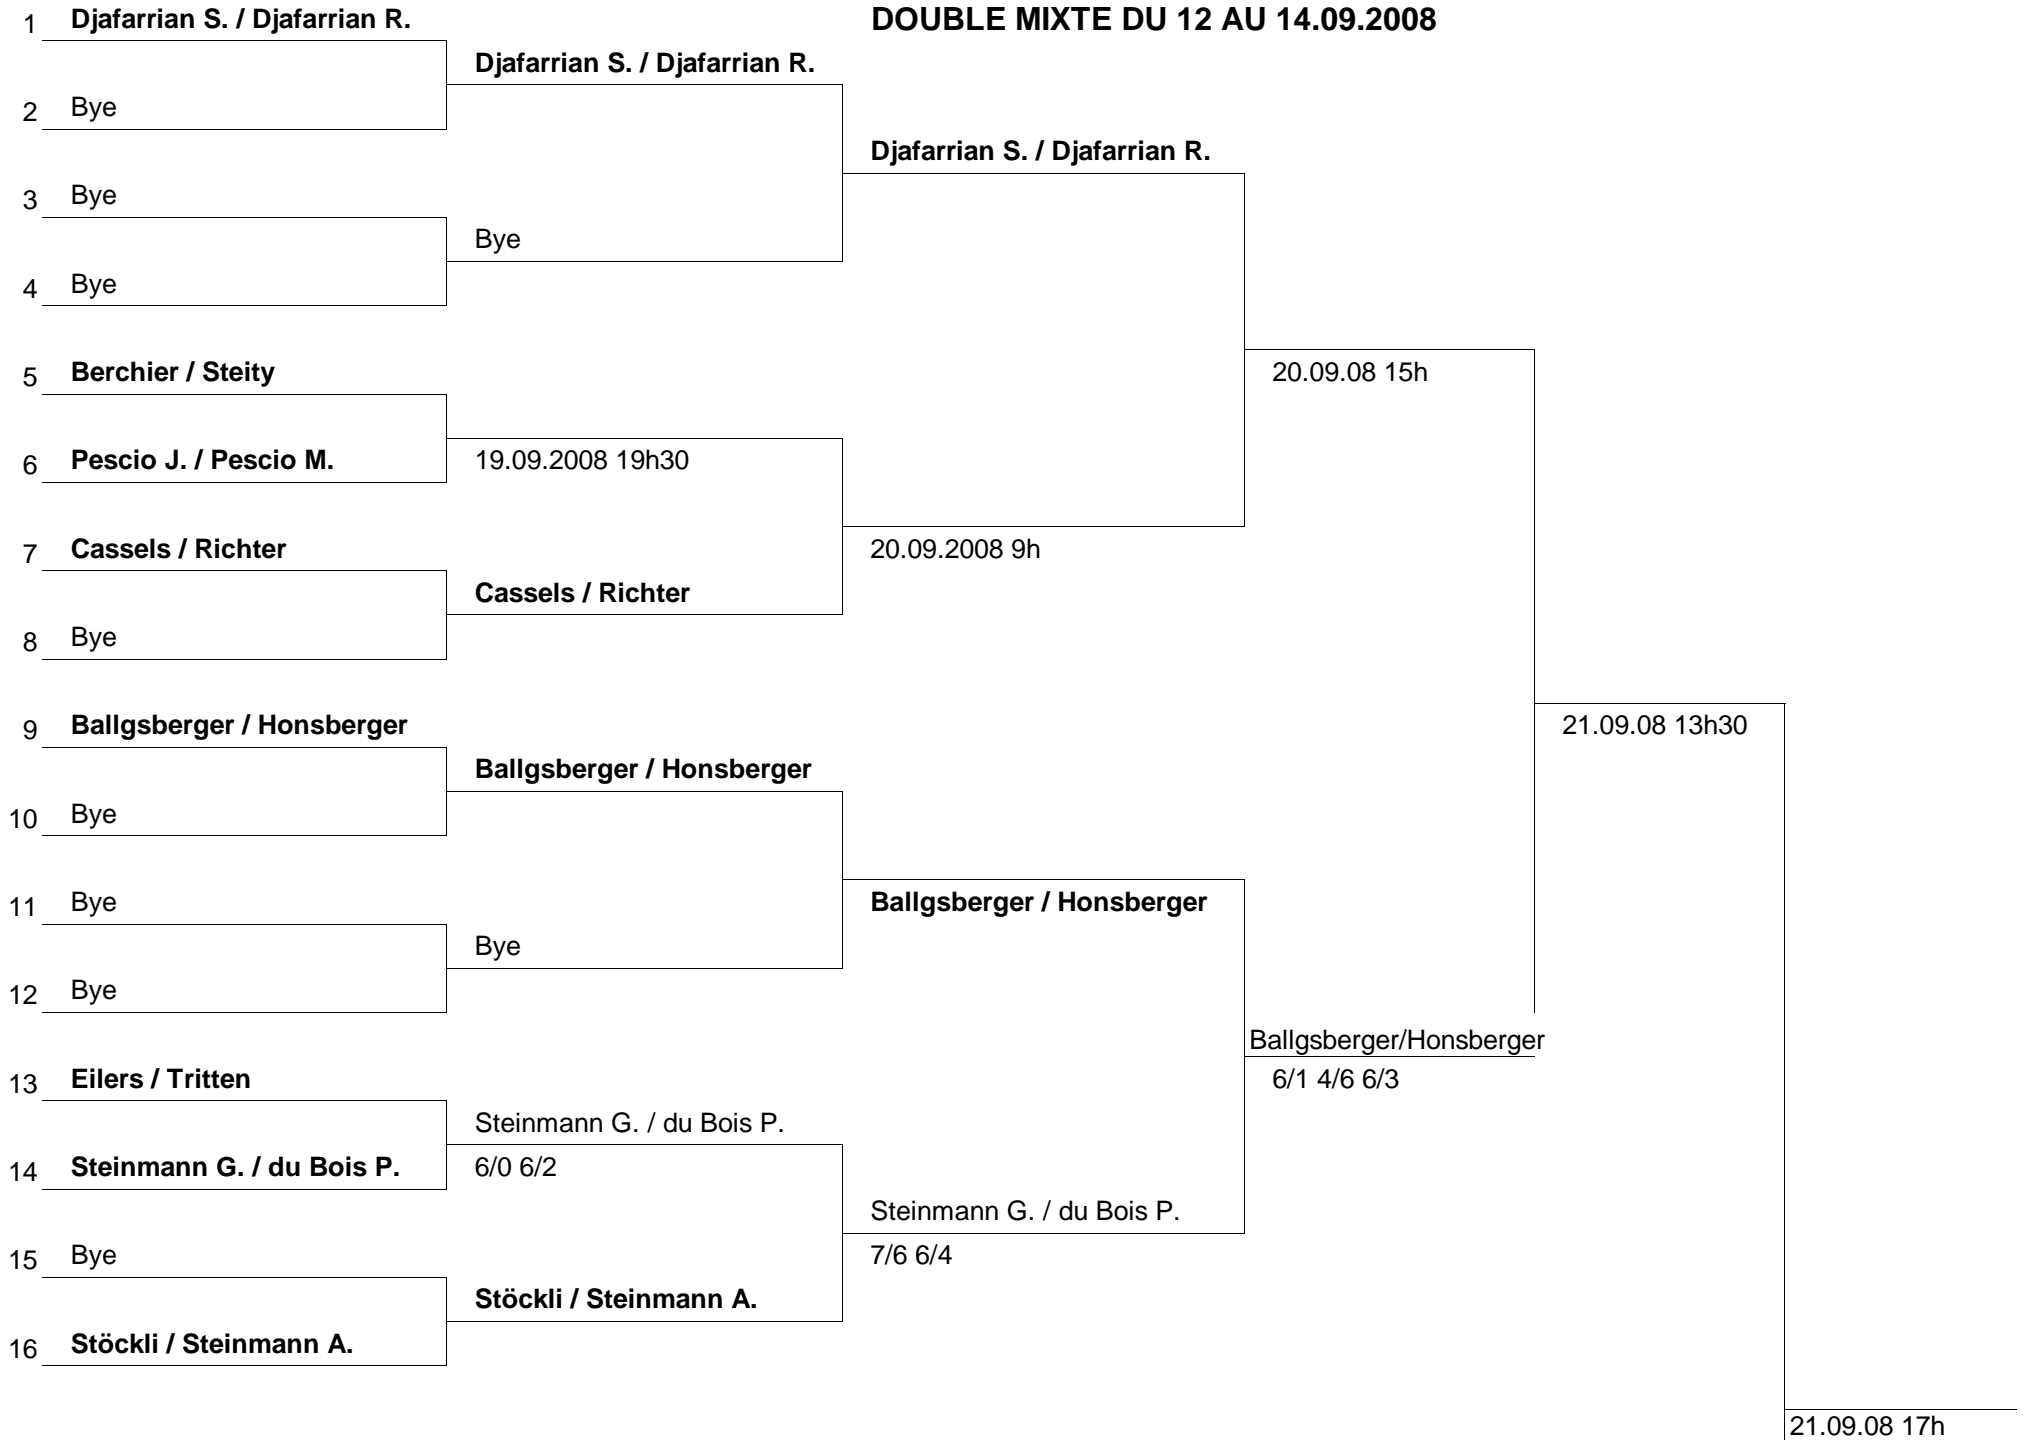 DOUBLE MIXTE DU 12 AU 14.09.2008
1 Djafarrian S. / Djafarrian R.
Djafarrian S. / Djafarrian R.
2 Bye
Djafarrian S. / Djafarrian R.
3 Bye
Bye
4 Bye
5 Berchier / Steity
20.09.08 15h
6 Pescio J. / Pescio M.
19.09.2008 19h30
7 Cassels / Richter
20.09.2008 9h
Cassels / Richter
8 Bye
9 Ballgsberger / Honsberger
21.09.08 13h30
Ballgsberger / Honsberger
10 Bye
11 Bye
Ballgsberger / Honsberger
Bye
12 Bye
Ballgsberger/Honsberger
13 Eilers / Tritten
6/1 4/6 6/3
Steinmann G. / du Bois P.
14 Steinmann G. / du Bois P.
6/0 6/2
Steinmann G. / du Bois P.
15 Bye
7/6 6/4
Stöckli / Steinmann A.
16 Stöckli / Steinmann A.
21.09.08 17h